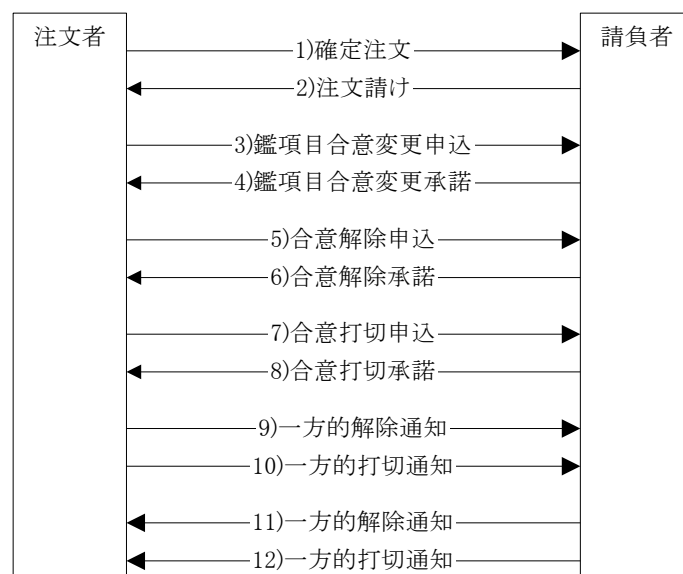 注文者
請負者
1)確定注文
2)注文請け
3)鑑項目合意変更申込
4)鑑項目合意変更承諾
5)合意解除申込
6)合意解除承諾
7)合意打切申込
8)合意打切承諾
9)一方的解除通知
10)一方的打切通知
11)一方的解除通知
12)一方的打切通知